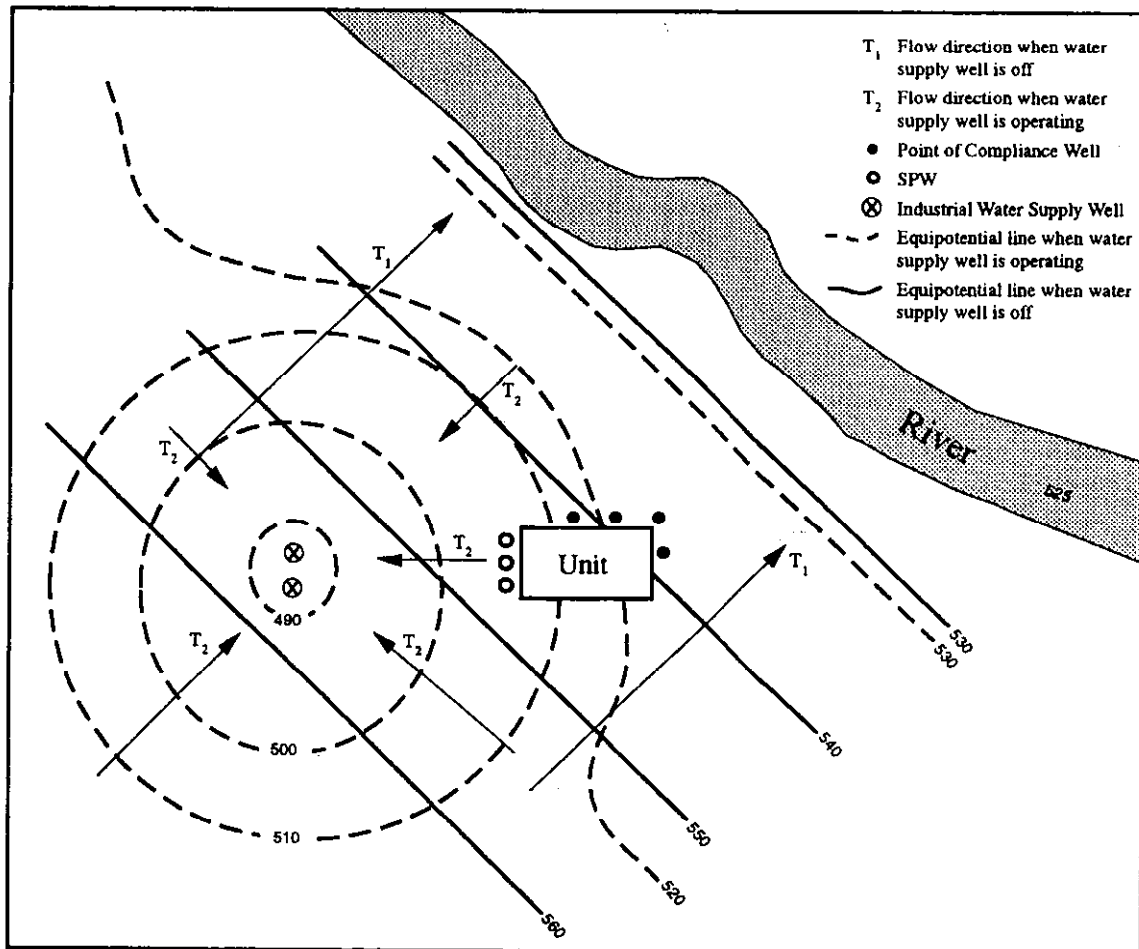 T₁ Flow direction when water
supply well is off
T₂ Flow direction when water
supply well is operating
Point of Compliance Well
SPW
Industrial Water Supply Well
Equipotential line when water
supply well is operating
Equipotential line when water
supply well is off
T₁
T₂
T₂
River
525
T₂
Unit
T₁
490
T₂
T₂
530
530
500
540
510
550
520
560